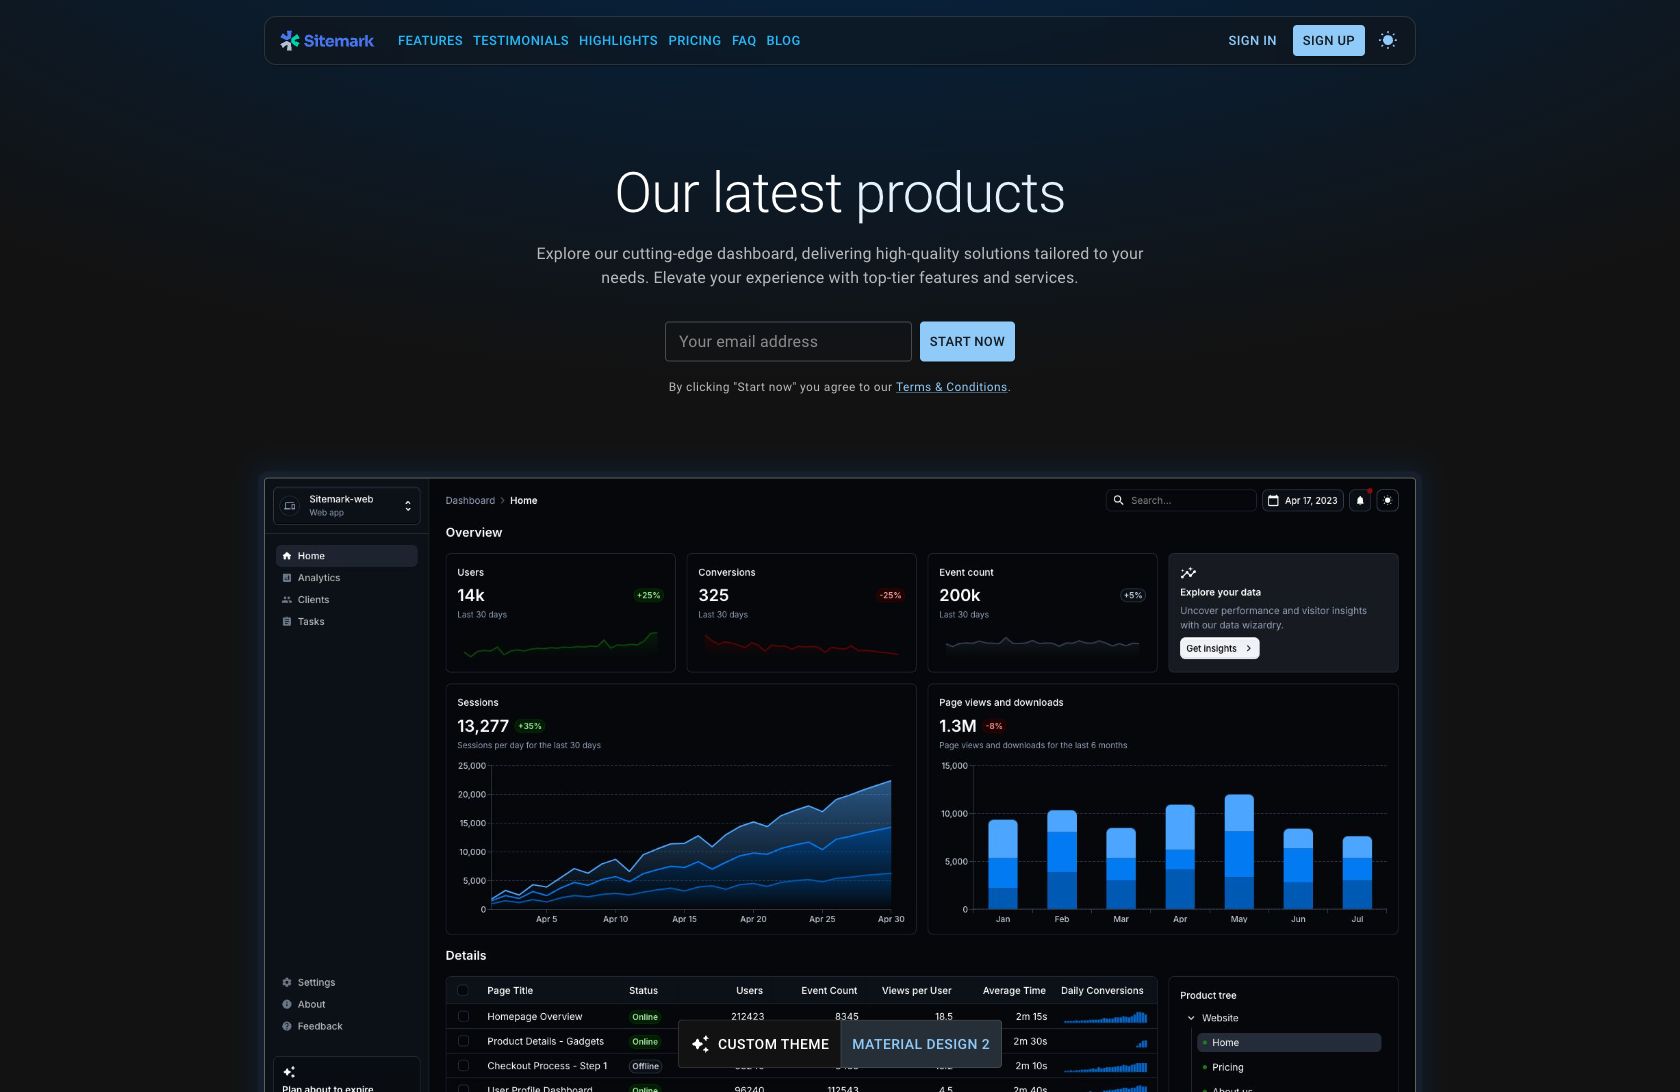 Sitemark FEATURES TESTIMONIALS HIGHLIGHTS PRICING FAQ BLOG SIGN IN SIGN UP
Our latest products
Explore our cutting-edge dashboard, delivering high-quality solutions tailored to your
needs. Elevate your experience with top-tier features and services.
Your email address START NOW
By clicking "Start now" you agree to our Terms & Conditions.
Sitemark-web
Web app
Home
Analytics
Clients
Tasks
Settings
About
Feedback
Plan about to expire
Dashboard > Home
Search...
Apr 17, 2023
Overview
Users
14k +25%
Last 30 days
Conversions
325 -25%
Last 30 days
Event count
200k +5%
Last 30 days
Explore your data
Uncover performance and visitor insights
with our data wizardry.
Get insights
Sessions
13,277 +35%
Sessions per day for the last 30 days
25,000
20,000
15,000
10,000
5,000
0
Apr 5 Apr 10 Apr 15 Apr 20 Apr 25 Apr 30
Page views and downloads
1.3M -8%
Page views and downloads for the last 6 months
15,000
10,000
5,000
0
Jan Feb Mar Apr May Jun Jul
Details
Page Title Status Users Event Count Views per User Average Time Daily Conversions
Homepage Overview Online 212423 8345 18.5 2m 15s
Product Details - Gadgets Online 2m 30s
Checkout Process - Step 1 Offline 2m 10s
User Profile Dashboard Online 96240 112543 4.5 2m 40s
CUSTOM THEME MATERIAL DESIGN 2
Product tree
Website
Home
Pricing
About us